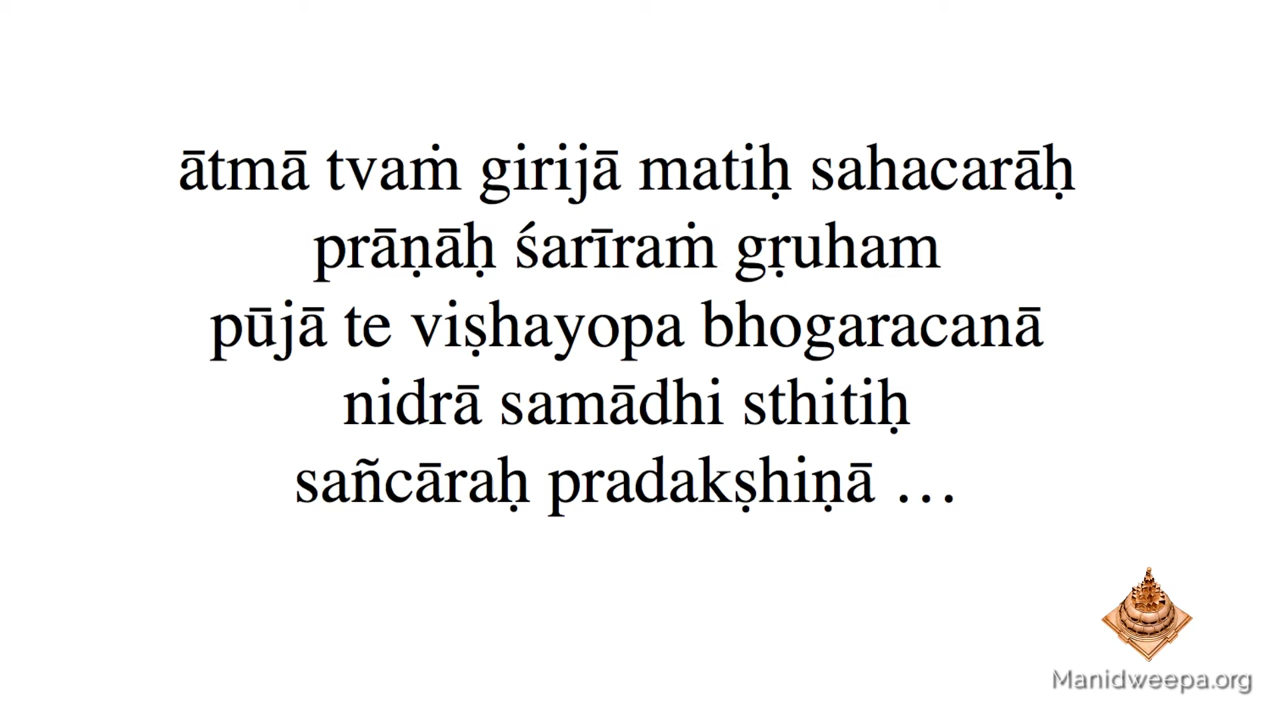 ātmā tvaṁ girijā matiḥ sahacarāḥ
prāṇāḥ śarīraṁ gṛuham
pūjā te viṣhayopa bhogaracanā
nidrā samādhi sthitiḥ
sañcāraḥ pradakṣhiṇā …
Manidweepa.org